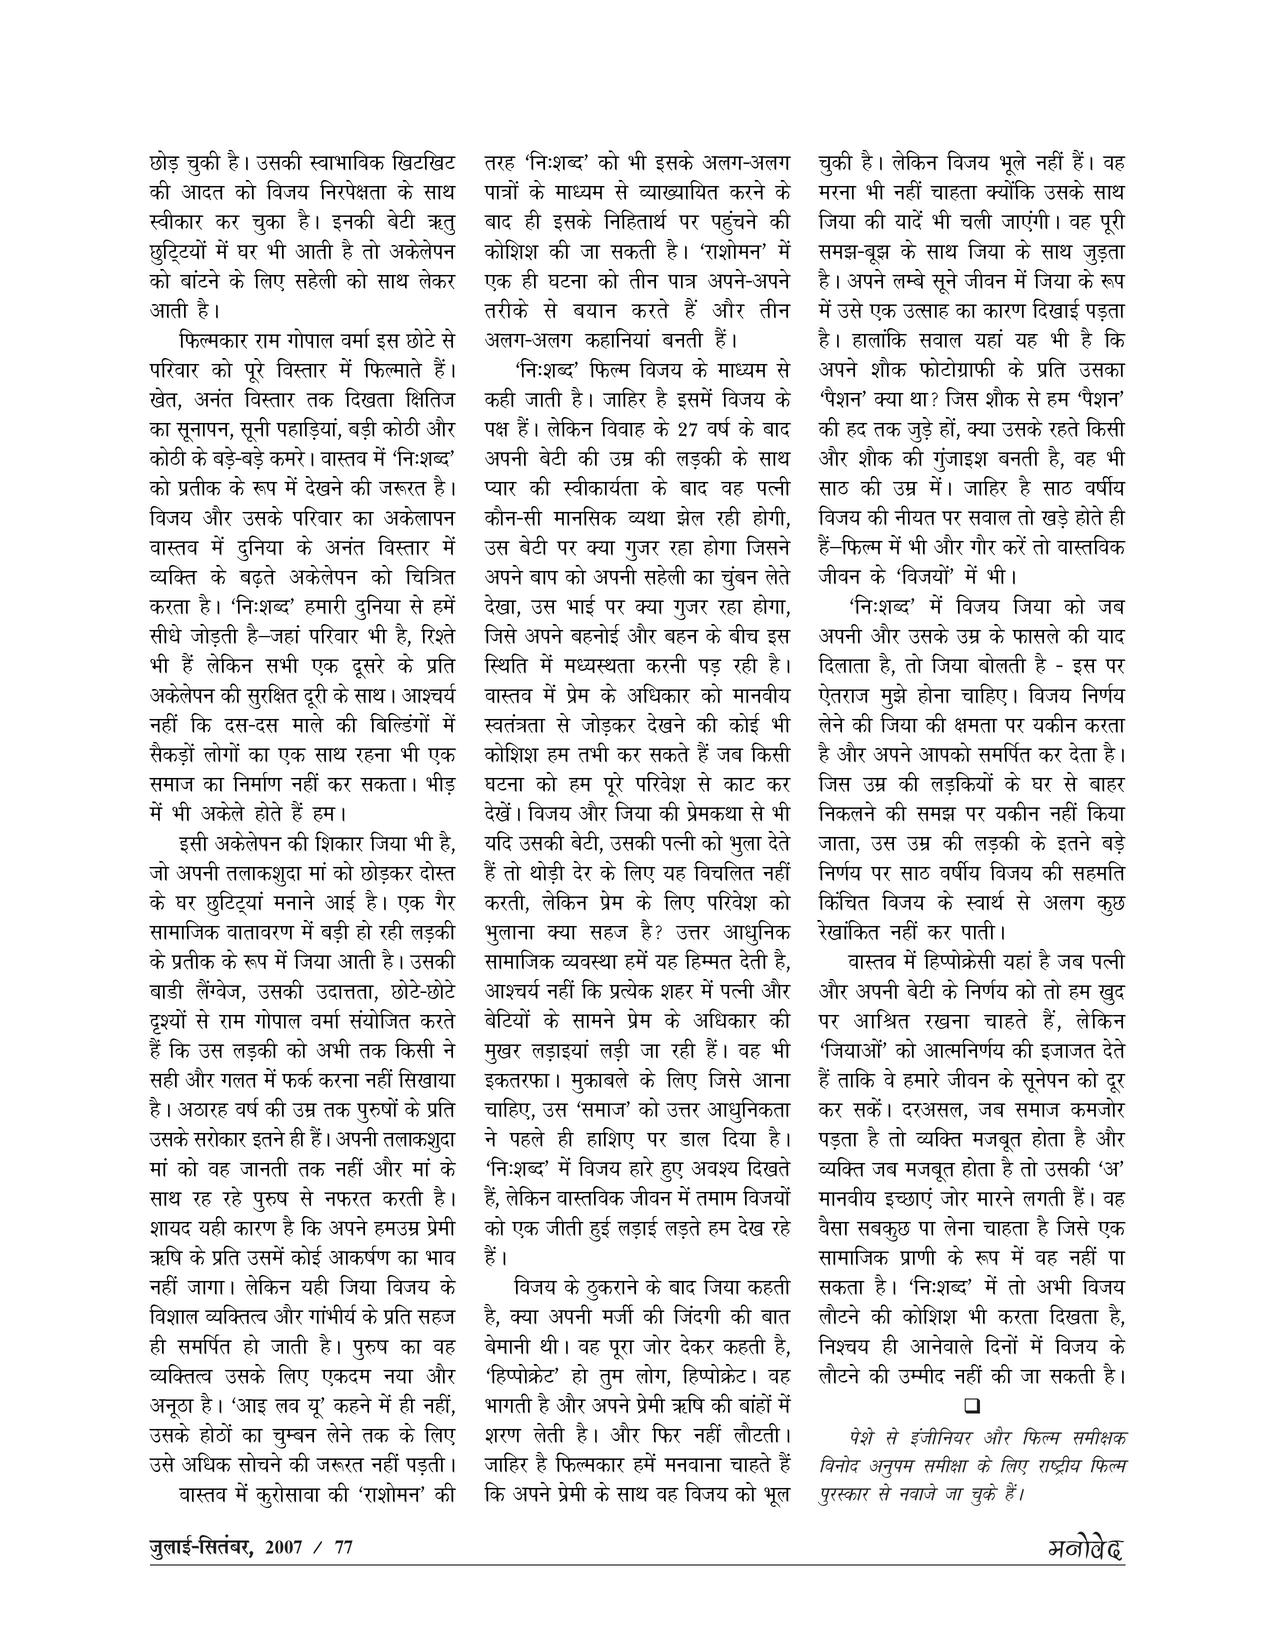 छोड़ चुकी है। उसकी स्वाभाविक खिटखिट
की आदत को विजय निरपेक्षता के साथ
स्वीकार कर चुका है। इनकी बेटी ऋतु
छुट्टियों में घर भी आती है तो अकेलेपन
को बांटने के लिए सहेली को साथ लेकर
आती है।
फिल्मकार राम गोपाल वर्मा इस छोटे से
परिवार को पूरे विस्तार में फिल्माते हैं।
खेत, अनंत विस्तार तक दिखता क्षितिज
का सूनापन, सूनी पहाड़ियां, बड़ी कोठी और
कोठी के बड़े-बड़े कमरे। वास्तव में ‘निःशब्द’
को प्रतीक के रूप में देखने की जरूरत है।
विजय और उसके परिवार का अकेलापन
वास्तव में दुनिया के अनंत विस्तार में
व्यक्ति के बढ़ते अकेलेपन को चित्रित
करता है। ‘निःशब्द’ हमारी दुनिया से हमें
सीधे जोड़ती है–जहां परिवार भी है, रिश्ते
भी हैं लेकिन सभी एक दूसरे के प्रति
अकेलेपन की सुरक्षित दूरी के साथ। आश्चर्य
नहीं कि दस-दस माले की बिल्डिंगों में
सैकड़ों लोगों का एक साथ रहना भी एक
समाज का निर्माण नहीं कर सकता। भीड़
में भी अकेले होते हैं हम।
इसी अकेलेपन की शिकार जिया भी है,
जो अपनी तलाकशुदा मां को छोड़कर दोस्त
के घर छुट्टियां मनाने आई है। एक गैर
सामाजिक वातावरण में बड़ी हो रही लड़की
के प्रतीक के रूप में जिया आती है। उसकी
बाडी लैंग्वेज, उसकी उदात्तता, छोटे-छोटे
दृश्यों से राम गोपाल वर्मा संयोजित करते
हैं कि उस लड़की को अभी तक किसी ने
सही और गलत में फर्क करना नहीं सिखाया
है। अठारह वर्ष की उम्र तक पुरुषों के प्रति
उसके सरोकार इतने ही हैं। अपनी तलाकशुदा
मां को वह जानती तक नहीं और मां के
साथ रह रहे पुरुष से नफरत करती है।
शायद यही कारण है कि अपने हमउम्र प्रेमी
ऋषि के प्रति उसमें कोई आकर्षण का भाव
नहीं जागा। लेकिन यही जिया विजय के
विशाल व्यक्तित्व और गांभीर्य के प्रति सहज
ही समर्पित हो जाती है। पुरुष का वह
व्यक्तित्व उसके लिए एकदम नया और
अनूठा है। ‘आइ लव यू’ कहने में ही नहीं,
उसके होठों का चुम्बन लेने तक के लिए
उसे अधिक सोचने की जरूरत नहीं पड़ती।
वास्तव में कुरोसावा की ‘राशोमन’ की
तरह ‘निःशब्द’ को भी इसके अलग-अलग
पात्रों के माध्यम से व्याख्यायित करने के
बाद ही इसके निहितार्थ पर पहुंचने की
कोशिश की जा सकती है। ‘राशोमन’ में
एक ही घटना को तीन पात्र अपने-अपने
तरीके से बयान करते हैं और तीन
अलग-अलग कहानियां बनती हैं।
‘निःशब्द’ फिल्म विजय के माध्यम से
कही जाती है। जाहिर है इसमें विजय के
पक्ष हैं। लेकिन विवाह के 27 वर्ष के बाद
अपनी बेटी की उम्र की लड़की के साथ
प्यार की स्वीकार्यता के बाद वह पत्नी
कौन-सी मानसिक व्यथा झेल रही होगी,
उस बेटी पर क्या गुजर रहा होगा जिसने
अपने बाप को अपनी सहेली का चुंबन लेते
देखा, उस भाई पर क्या गुजर रहा होगा,
जिसे अपने बहनोई और बहन के बीच इस
स्थिति में मध्यस्थता करनी पड़ रही है।
वास्तव में प्रेम के अधिकार को मानवीय
स्वतंत्रता से जोड़कर देखने की कोई भी
कोशिश हम तभी कर सकते हैं जब किसी
घटना को हम पूरे परिवेश से काट कर
देखें। विजय और जिया की प्रेमकथा से भी
यदि उसकी बेटी, उसकी पत्नी को भुला देते
हैं तो थोड़ी देर के लिए यह विचलित नहीं
करती, लेकिन प्रेम के लिए परिवेश को
भुलाना क्या सहज है? उत्तर आधुनिक
सामाजिक व्यवस्था हमें यह हिम्मत देती है,
आश्चर्य नहीं कि प्रत्येक शहर में पत्नी और
बेटियों के सामने प्रेम के अधिकार की
मुखर लड़ाइयां लड़ी जा रही हैं। वह भी
इकतरफा। मुकाबले के लिए जिसे आना
चाहिए, उस ‘समाज’ को उत्तर आधुनिकता
ने पहले ही हाशिए पर डाल दिया है।
‘निःशब्द’ में विजय हारे हुए अवश्य दिखते
हैं, लेकिन वास्तविक जीवन में तमाम विजयों
को एक जीती हुई लड़ाई लड़ते हम देख रहे
हैं।
विजय के ठुकराने के बाद जिया कहती
है, क्या अपनी मर्जी की जिंदगी की बात
बेमानी थी। वह पूरा जोर देकर कहती है,
‘हिप्पोक्रेट’ हो तुम लोग, हिप्पोक्रेट। वह
भागती है और अपने प्रेमी ऋषि की बांहों में
शरण लेती है। और फिर नहीं लौटती।
जाहिर है फिल्मकार हमें मनवाना चाहते हैं
कि अपने प्रेमी के साथ वह विजय को भूल
चुकी है। लेकिन विजय भूले नहीं हैं। वह
मरना भी नहीं चाहता क्योंकि उसके साथ
जिया की यादें भी चली जाएंगी। वह पूरी
समझ-बूझ के साथ जिया के साथ जुड़ता
है। अपने लम्बे सूने जीवन में जिया के रूप
में उसे एक उत्साह का कारण दिखाई पड़ता
है। हालांकि सवाल यहां यह भी है कि
अपने शौक फोटोग्राफी के प्रति उसका
‘पैशन’ क्या था? जिस शौक से हम ‘पैशन’
की हद तक जुड़े हों, क्या उसके रहते किसी
और शौक की गुंजाइश बनती है, वह भी
साठ की उम्र में। जाहिर है साठ वर्षीय
विजय की नीयत पर सवाल तो खड़े होते ही
हैं–फिल्म में भी और गौर करें तो वास्तविक
जीवन के ‘विजयों’ में भी।
‘निःशब्द’ में विजय जिया को जब
अपनी और उसके उम्र के फासले की याद
दिलाता है, तो जिया बोलती है - इस पर
ऐतराज मुझे होना चाहिए। विजय निर्णय
लेने की जिया की क्षमता पर यकीन करता
है और अपने आपको समर्पित कर देता है।
जिस उम्र की लड़कियों के घर से बाहर
निकलने की समझ पर यकीन नहीं किया
जाता, उस उम्र की लड़की के इतने बड़े
निर्णय पर साठ वर्षीय विजय की सहमति
किंचित विजय के स्वार्थ से अलग कुछ
रेखांकित नहीं कर पाती।
वास्तव में हिप्पोक्रेसी यहां है जब पत्नी
और अपनी बेटी के निर्णय को तो हम खुद
पर आश्रित रखना चाहते हैं, लेकिन
‘जियाओं’ को आत्मनिर्णय की इजाजत देते
हैं ताकि वे हमारे जीवन के सूनेपन को दूर
कर सकें। दरअसल, जब समाज कमजोर
पड़ता है तो व्यक्ति मजबूत होता है और
व्यक्ति जब मजबूत होता है तो उसकी ‘अ’
मानवीय इच्छाएं जोर मारने लगती हैं। वह
वैसा सबकुछ पा लेना चाहता है जिसे एक
सामाजिक प्राणी के रूप में वह नहीं पा
सकता है। ‘निःशब्द’ में तो अभी विजय
लौटने की कोशिश भी करता दिखता है,
निश्चय ही आनेवाले दिनों में विजय के
लौटने की उम्मीद नहीं की जा सकती है।
❑
पेशे से इंजीनियर और फिल्म समीक्षक
विनोद अनुपम समीक्षा के लिए राष्ट्रीय फिल्म
पुरस्कार से नवाजे जा चुके हैं।
जुलाई-सितंबर, 2007 / 77
मनोवेद